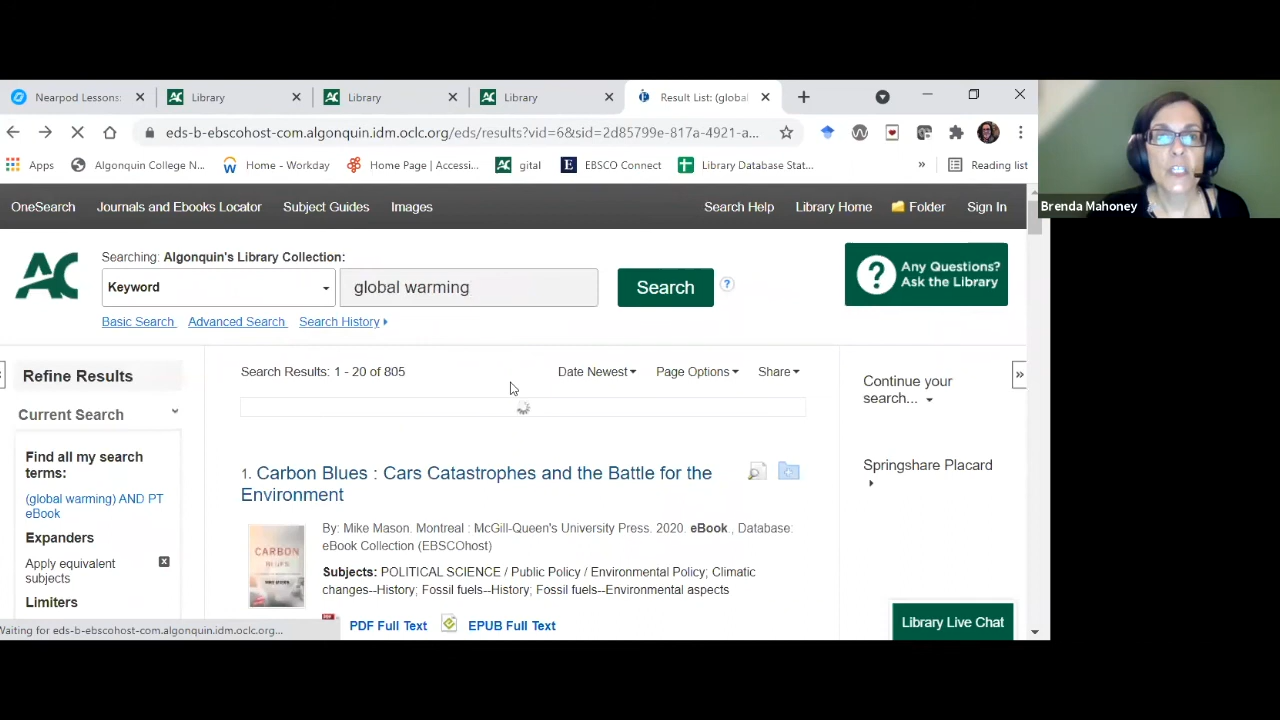 Nearpod Lessons:
Library
Library
Library
Result List: (global
eds-b-ebscohost-com.algonquin.idm.oclc.org/eds/results?vid=6&sid=2d85799e-817a-4921-a...
Apps
Algonquin College N...
Home - Workday
Home Page | Accessi...
gital
EBSCO Connect
Library Database Stat...
»
Reading list
OneSearch
Journals and Ebooks Locator
Subject Guides
Images
Search Help
Library Home
Folder
Sign In
Brenda Mahoney
AC
Searching: Algonquin's Library Collection:
Keyword
global warming
Search
?
Any Questions?
Ask the Library
Basic Search
Advanced Search
Search History
Refine Results
Current Search
Find all my search
terms:
(global warming) AND PT
eBook
Expanders
Apply equivalent
subjects
Limiters
Search Results: 1 - 20 of 805
Date Newest
Page Options
Share
1. Carbon Blues : Cars Catastrophes and the Battle for the
Environment
By: Mike Mason. Montreal : McGill-Queen's University Press. 2020. eBook., Database:
eBook Collection (EBSCOhost)
CARBON
BLUES
Subjects: POLITICAL SCIENCE / Public Policy / Environmental Policy; Climatic
changes--History; Fossil fuels--History; Fossil fuels--Environmental aspects
PDF Full Text
EPUB Full Text
Continue your
search...
»
Springshare Placard
Library Live Chat
Waiting for eds-b-ebscohost-com.algonquin.idm.oclc.org...